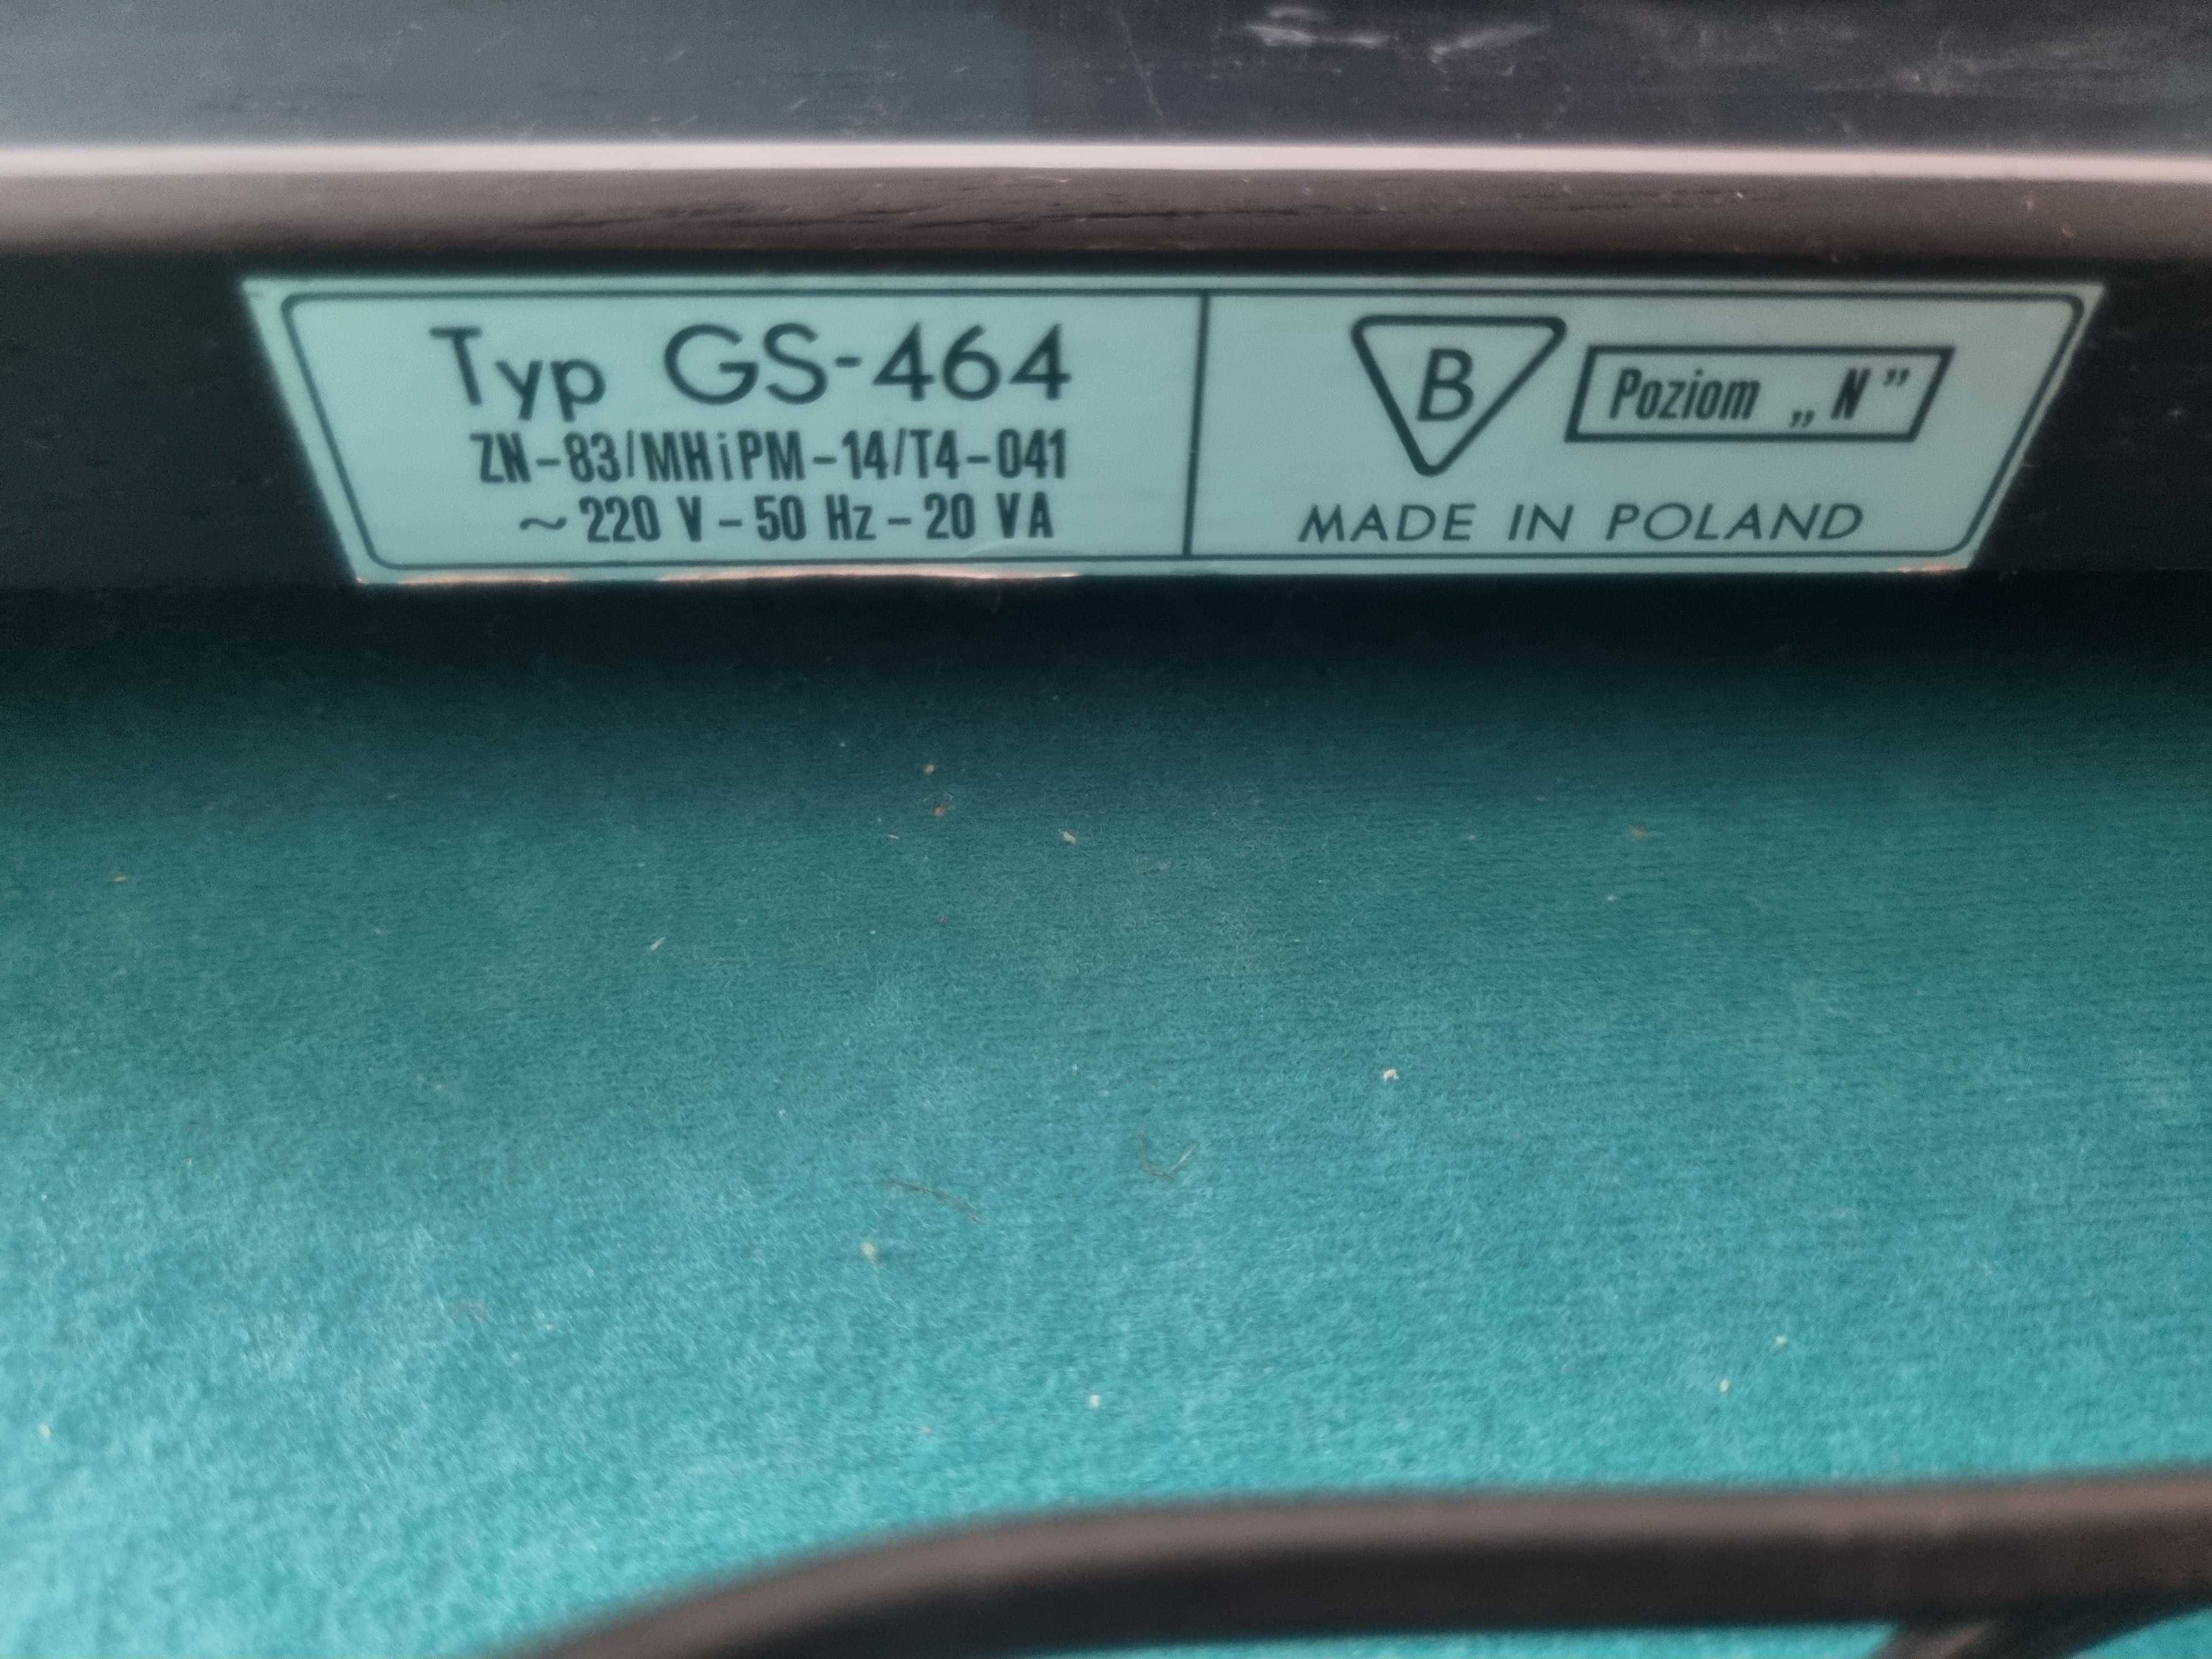 Typ GS-464
ZN-83/MHiPM-14/T4-041
~ 220 V - 50 Hz - 20 VA
B
Poziom „N”
MADE IN POLAND